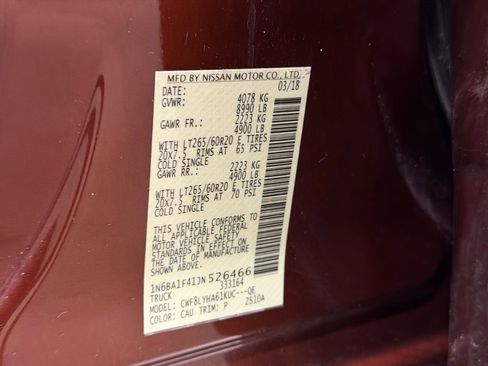 MFD BY NISSAN MOTOR CO., LTD.
DATE: 03/18
GVWR: 4078 KG
8990 LB
GAWR FR.: 2223 KG
4900 LB
WITH LT265/60R20 E TIRES
20X7.5 RIMS AT 65 PSI
COLD SINGLE
GAWR RR.: 2223 KG
4900 LB
WITH LT265/60R20 E TIRES
20X7.5 RIMS AT 70 PSI
COLD SINGLE
THIS VEHICLE CONFORMS TO
ALL APPLICABLE FEDERAL
MOTOR VEHICLE SAFETY
STANDARDS IN EFFECT ON
THE DATE OF MANUFACTURE
SHOWN ABOVE.
1N6BA1F41JN526466
TRUCK 333164
MODEL: CWF8LYHA61KUC---QE
COLOR: CAU TRIM: P ZS10A